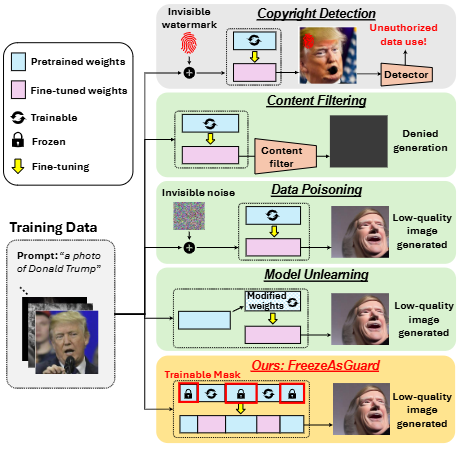 Pretrained weights
Fine-tuned weights
Trainable
Frozen
Fine-tuning
Training Data
Prompt: "a photo
of Donald Trump"
Copyright Detection
Invisible
watermark
Unauthorized
data use!
Detector
Content Filtering
Content
filter
Denied
generation
Data Poisoning
Invisible noise
Low-quality
image
generated
Model Unlearning
Modified
weights
Low-quality
image
generated
Ours: FreezeAsGuard
Trainable Mask
Low-quality
image
generated